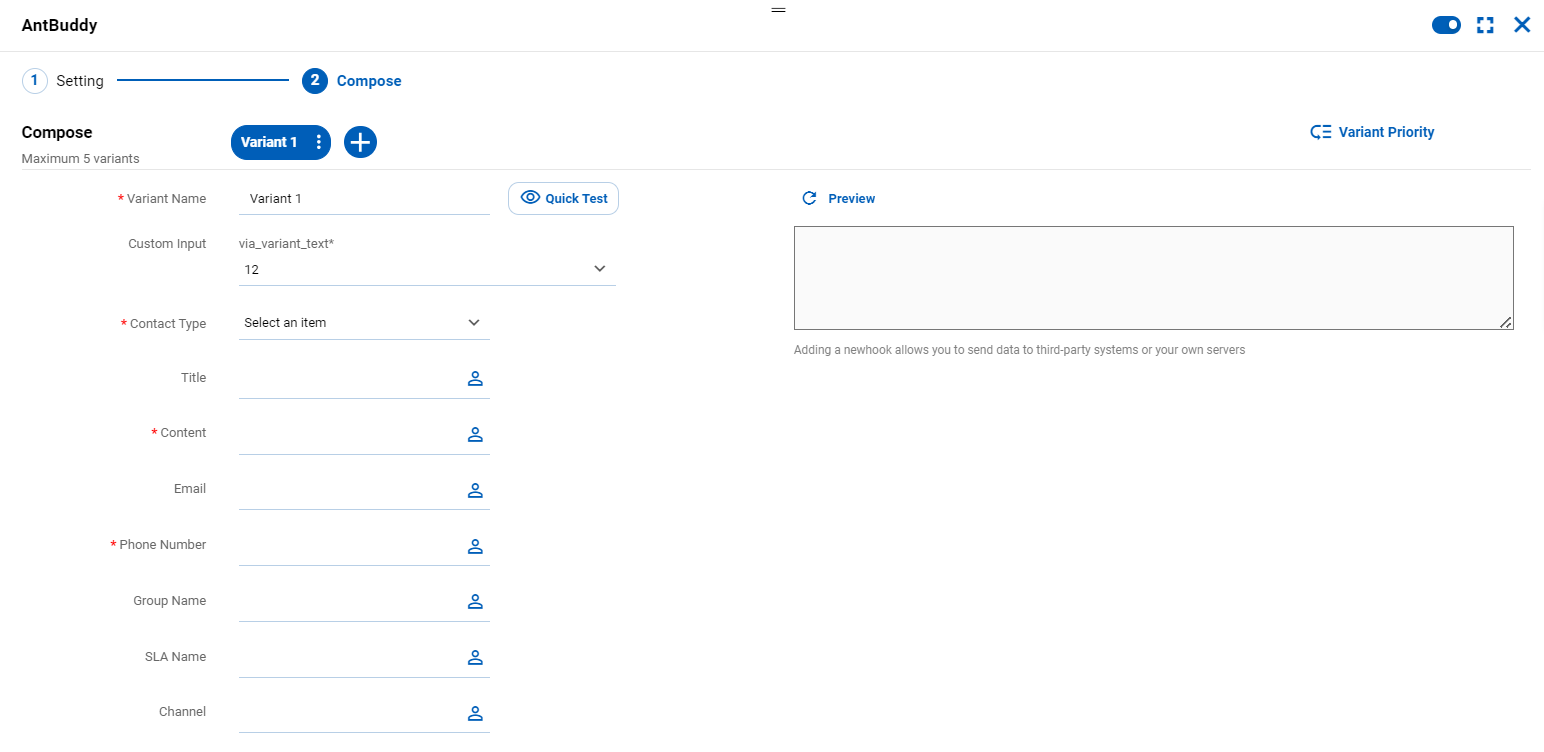 AntBuddy
1 Setting 2 Compose
Compose
Maximum 5 variants
Variant 1
Variant Priority
* Variant Name Variant 1 Quick Test
Preview
Custom Input via_variant_text*
12
* Contact Type Select an item
Adding a newhook allows you to send data to third-party systems or your own servers
Title
* Content
Email
* Phone Number
Group Name
SLA Name
Channel